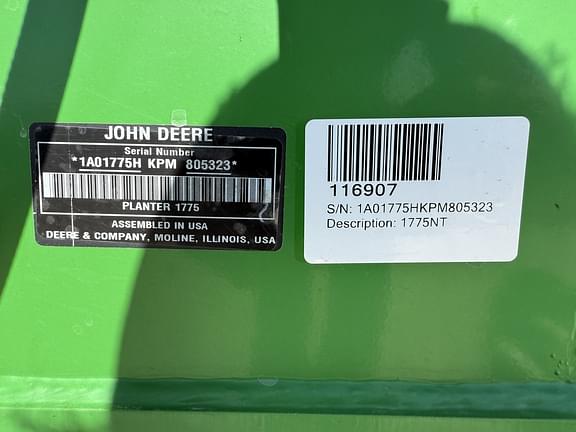 JOHN DEERE
Serial Number
*1A01775H KPM 805323*
PLANTER 1775
ASSEMBLED IN USA
DEERE & COMPANY, MOLINE, ILLINOIS, USA
116907
S/N: 1A01775HKPM805323
Description: 1775NT